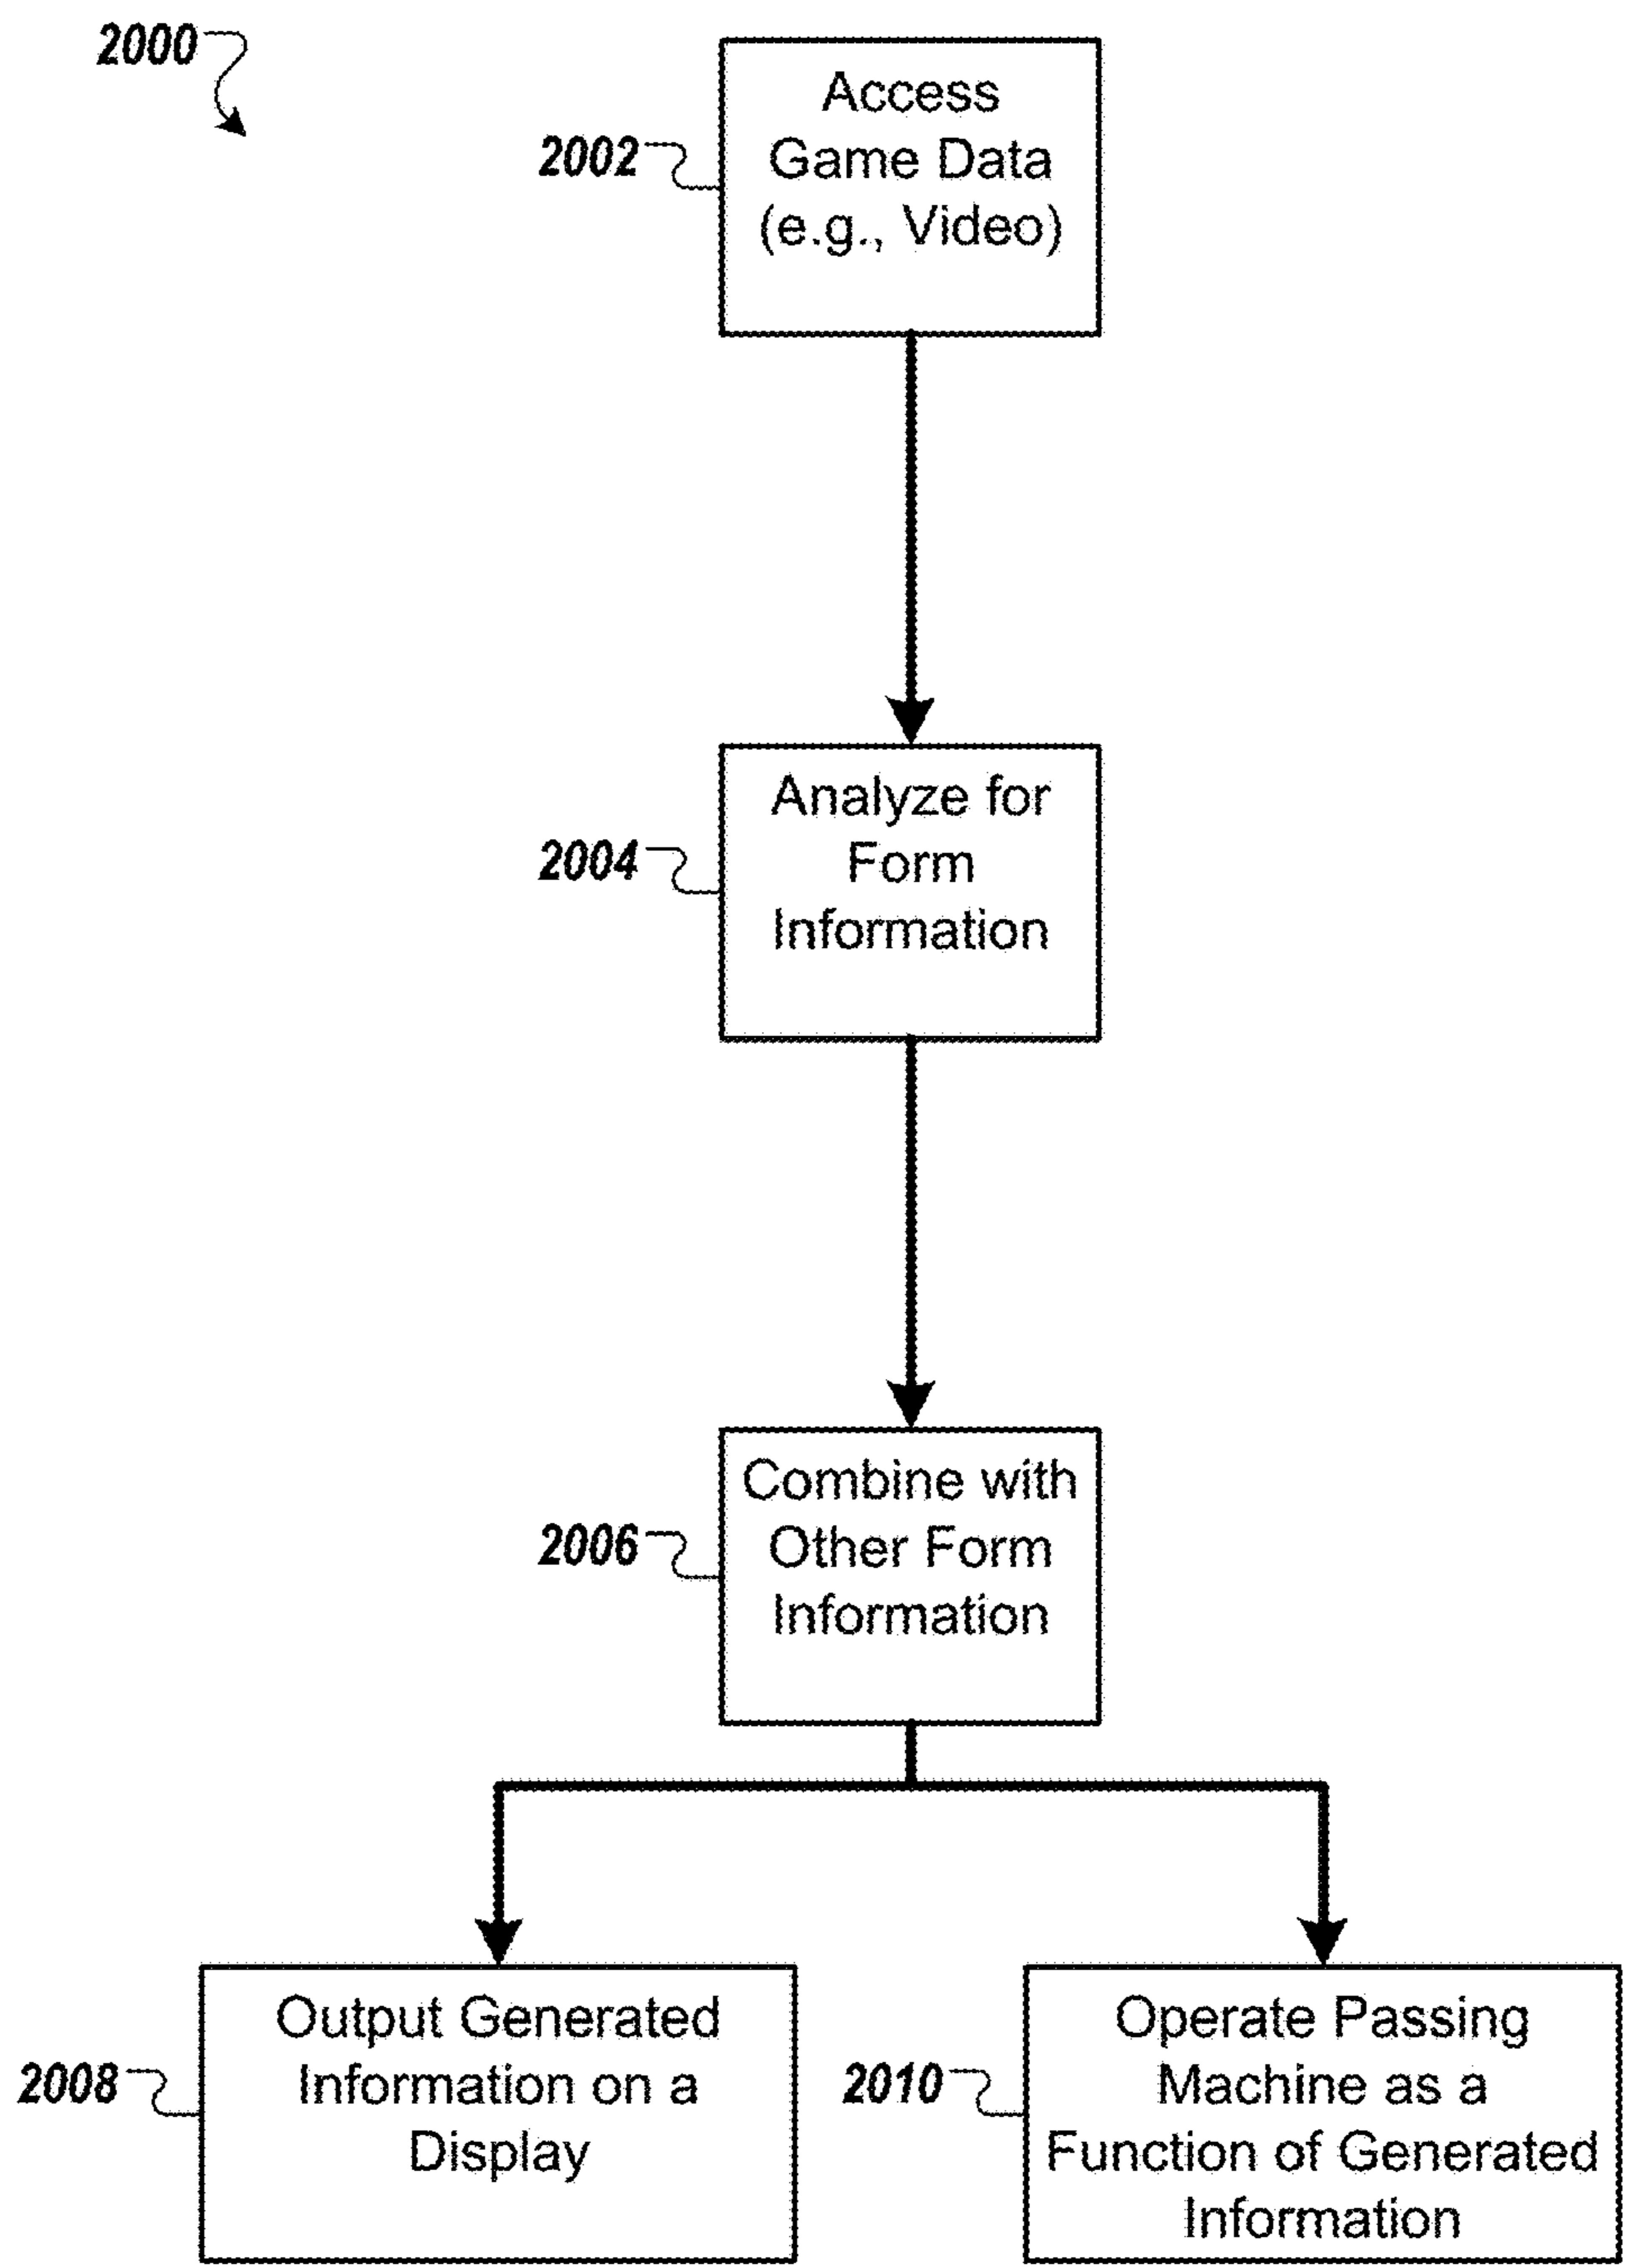 2000
2002
Access
Game Data
(e.g., Video)
2004
Analyze for
Form
Information
2006
Combine with
Other Form
Information
2008
Output Generated
Information on a
Display
2010
Operate Passing
Machine as a
Function of Generated
Information